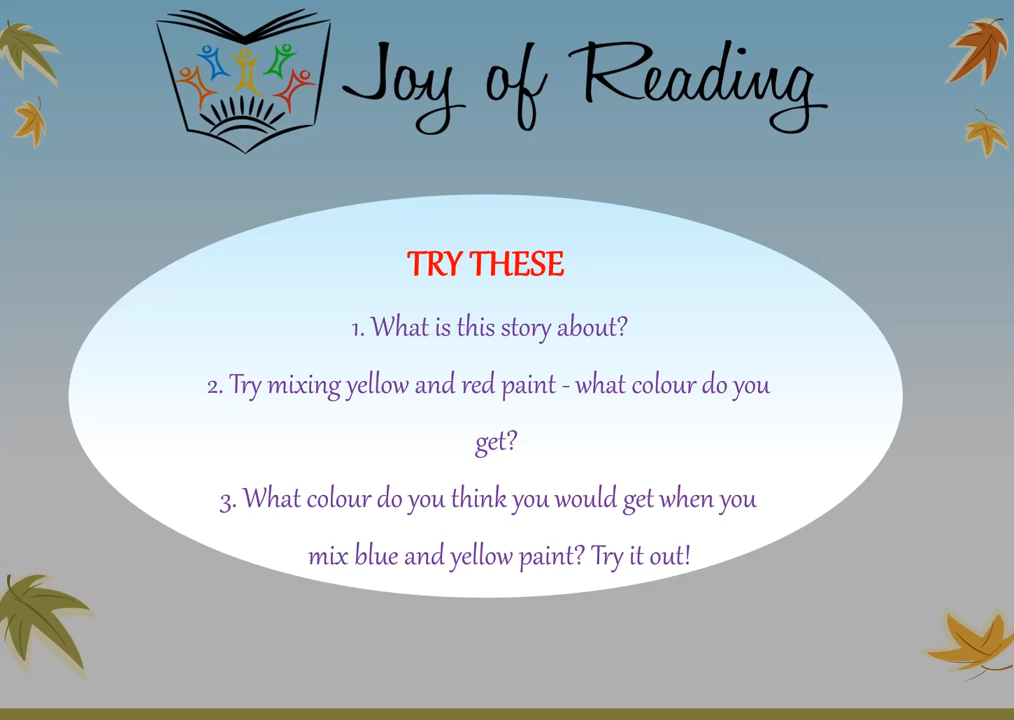 Joy of Reading
TRY THESE
1. What is this story about?
2. Try mixing yellow and red paint - what colour do you
get?
3. What colour do you think you would get when you
mix blue and yellow paint? Try it out!